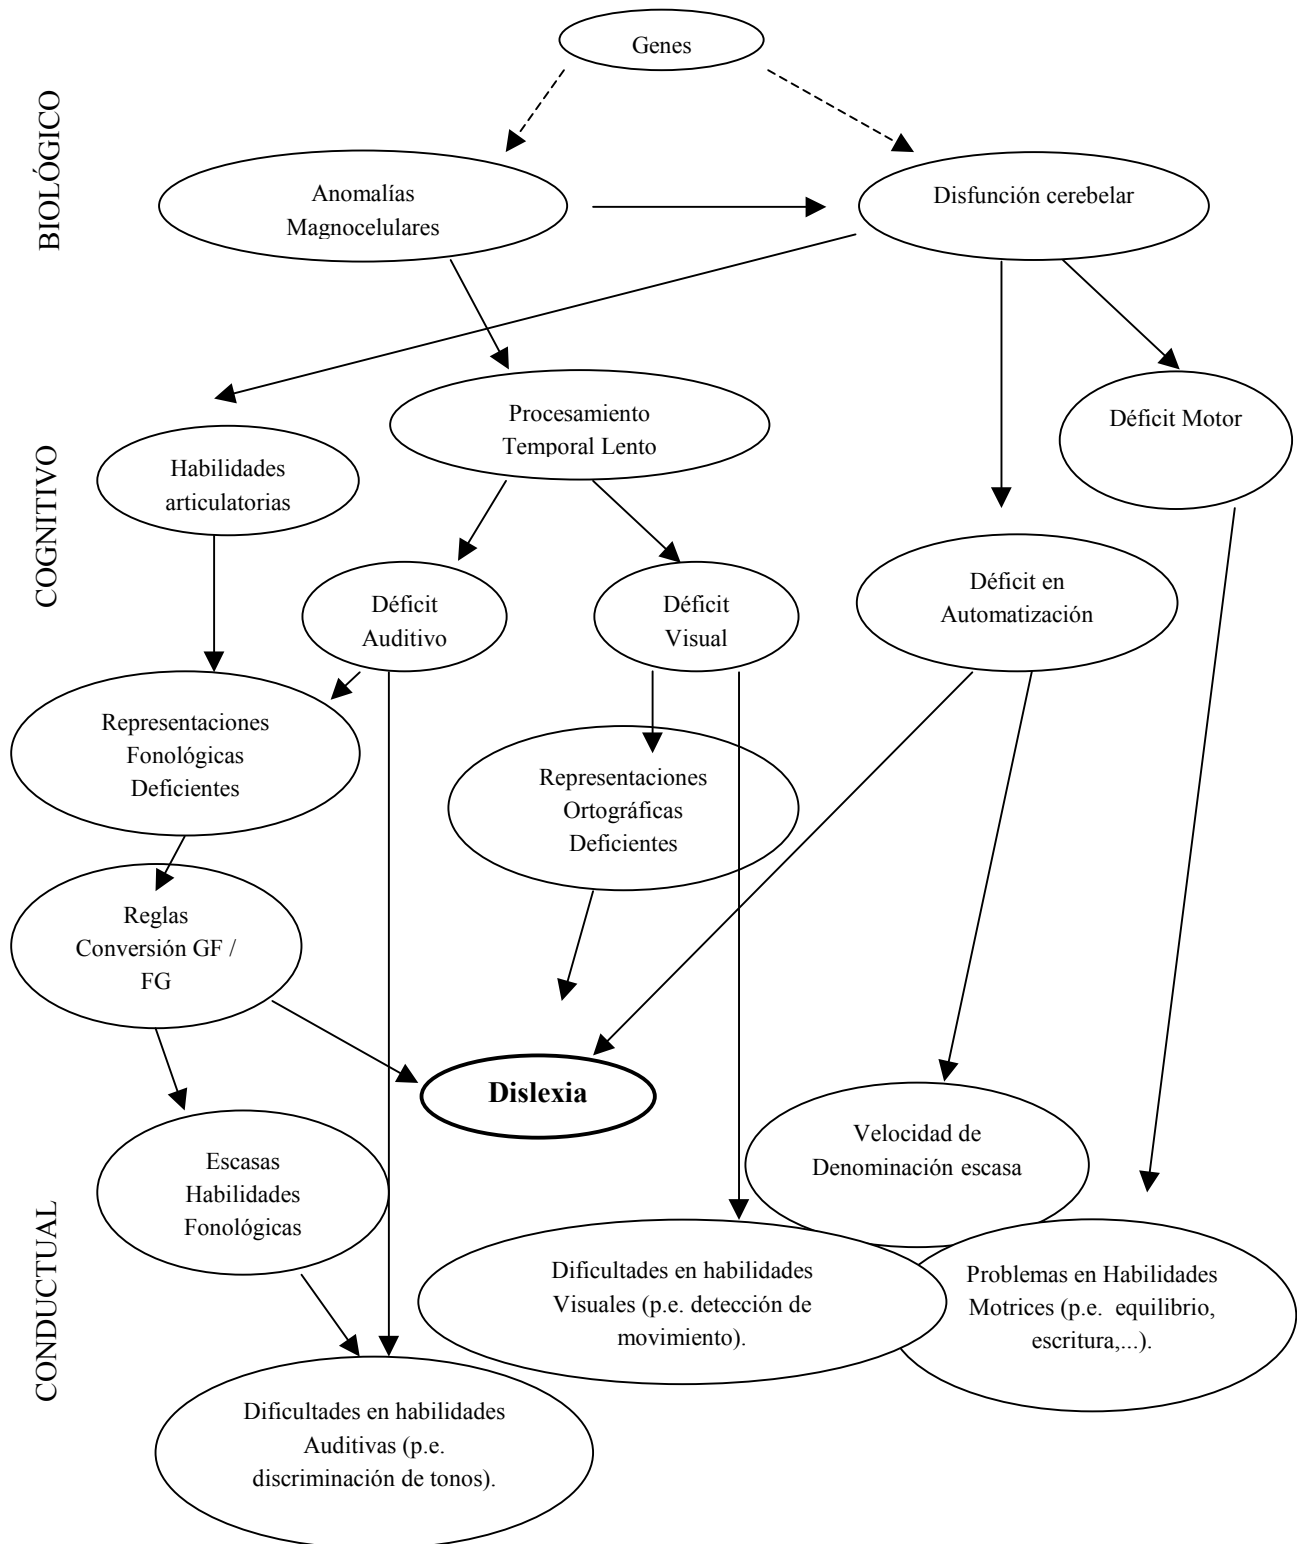 Genes
BIOLÓGICO
Anomalías
Magnocelulares
Disfunción cerebelar
COGNITIVO
Procesamiento
Temporal Lento
Déficit Motor
Habilidades
articulatorias
Déficit
Auditivo
Déficit
Visual
Déficit en
Automatización
Representaciones
Fonológicas
Deficientes
Representaciones
Ortográficas
Deficientes
Reglas
Conversión GF /
FG
Dislexia
CONDUCTUAL
Escasas
Habilidades
Fonológicas
Velocidad de
Denominación escasa
Dificultades en habilidades
Visuales (p.e. detección de
movimiento).
Problemas en Habilidades
Motrices (p.e. equilibrio,
escritura,...).
Dificultades en habilidades
Auditivas (p.e.
discriminación de tonos).